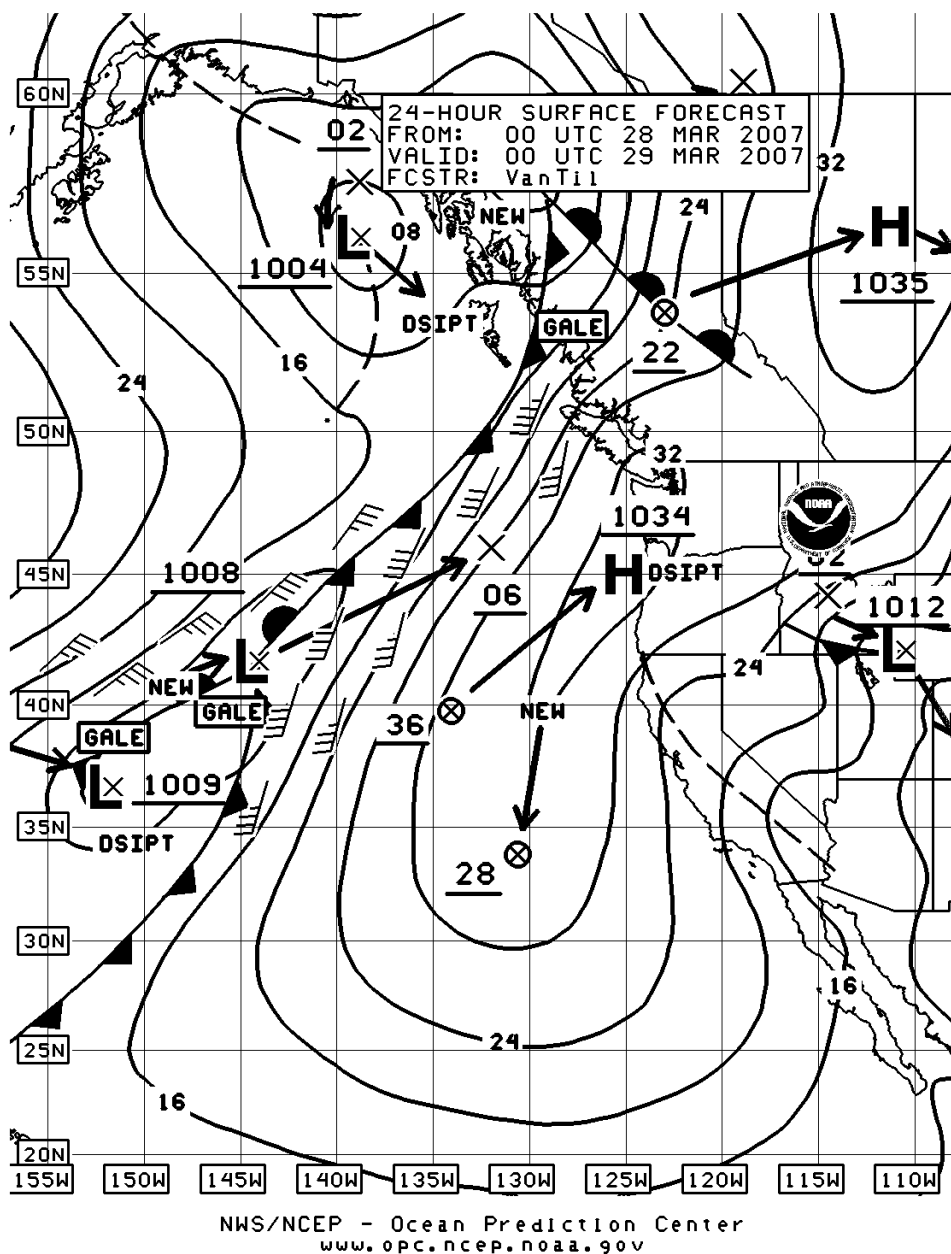 60N
24-HOUR SURFACE FORECAST
FROM: 00 UTC 28 MAR 2007
VALID: 00 UTC 29 MAR 2007
FCSTR: VanTil
02
32
24
NEW
L
08
H
1004
1035
55N
DSIPT
GALE
22
16
24
50N
32
1034
NOAA
1008
45N
H
DSIPT
06
1012
L
24
L
NEW
40N
GALE
NEW
36
GALE
L
1009
35N
DSIPT
28
30N
16
25N
24
16
20N
155W
150W
145W
140W
135W
130W
125W
120W
115W
110W
NWS/NCEP - Ocean Prediction Center
www.opc.ncep.noaa.gov